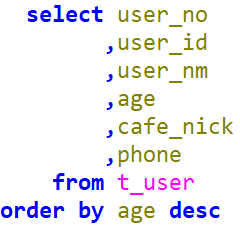 select user_no
,user_id
,user_nm
,age
,cafe_nick
,phone
from t_user
order by age desc